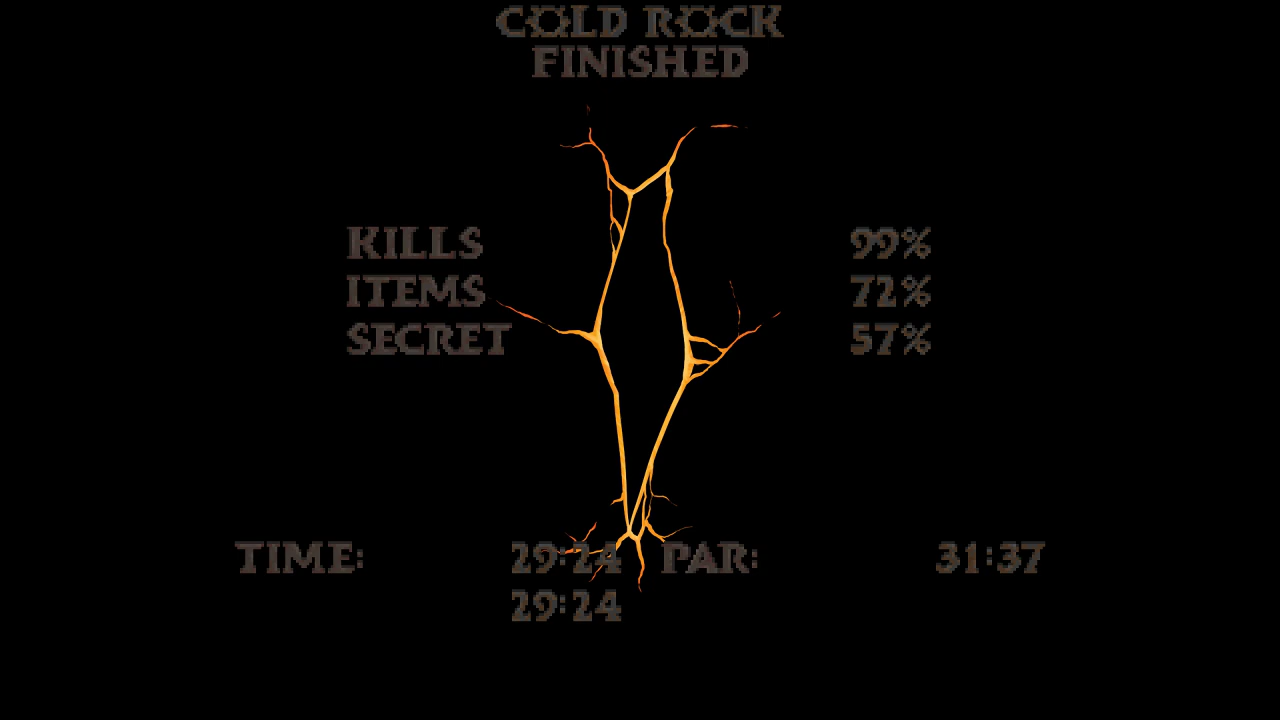 COLD ROCK
FINISHED
KILLS 99%
ITEMS 72%
SECRET 57%
TIME: 29:24 PAR: 31:37
29:24